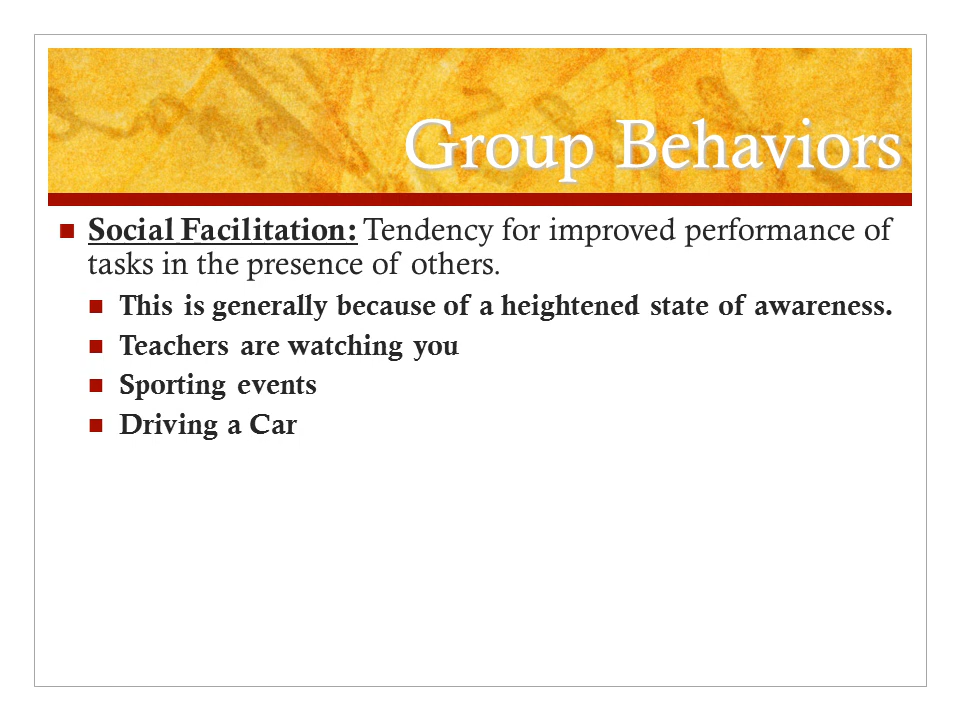 Group Behaviors
Social Facilitation: Tendency for improved performance of
tasks in the presence of others.
This is generally because of a heightened state of awareness.
Teachers are watching you
Sporting events
Driving a Car